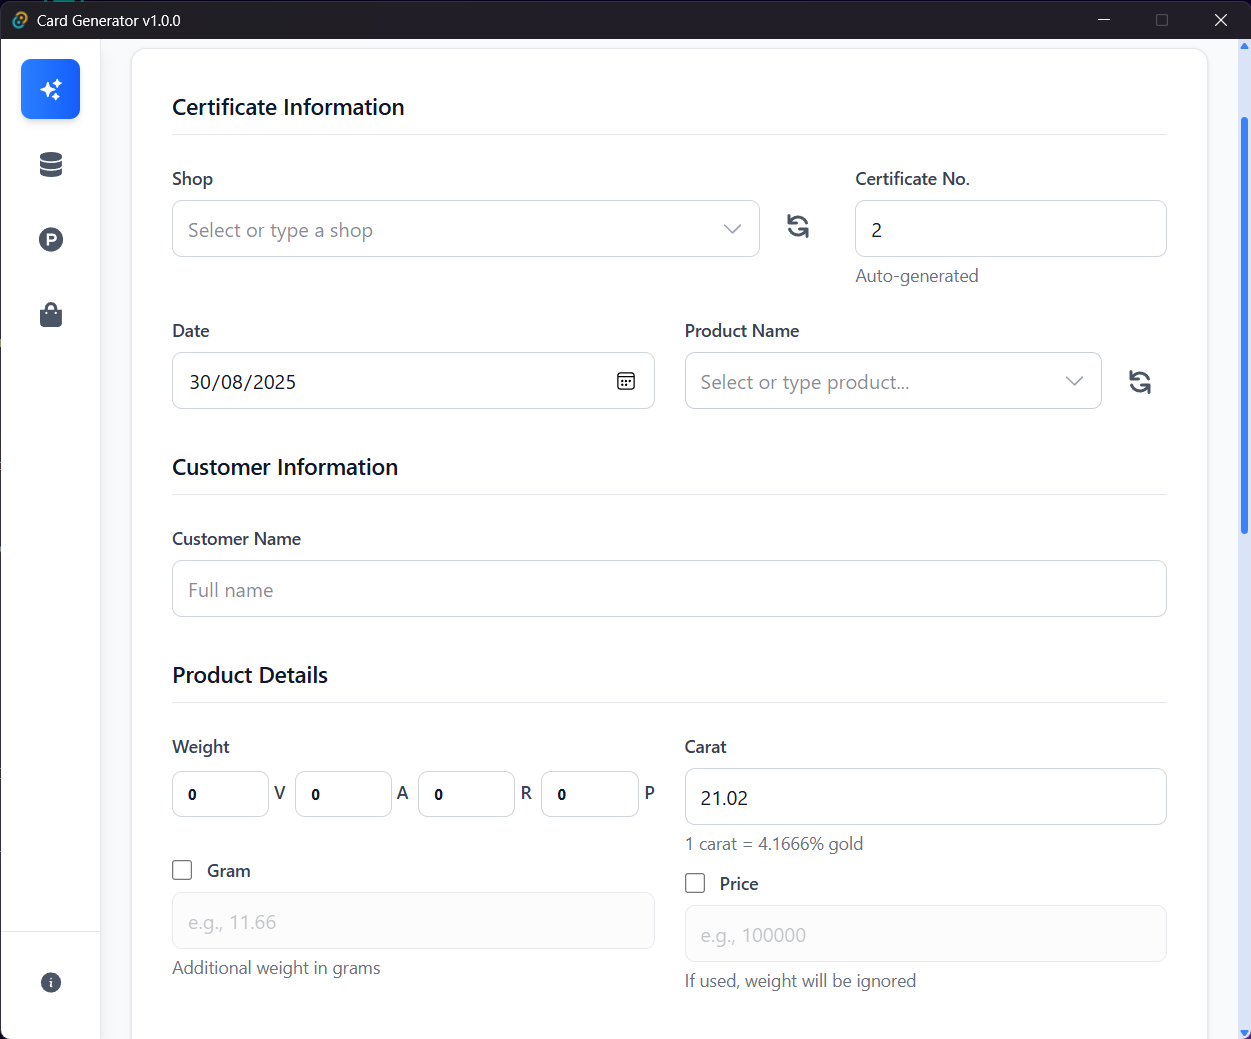 Card Generator v1.0.0
Certificate Information
Shop
Certificate No.
Select or type a shop
2
Auto-generated
Date
Product Name
30/08/2025
Select or type product...
Customer Information
Customer Name
Full name
Product Details
Weight
Carat
0 V 0 A 0 R 0 P
21.02
1 carat = 4.1666% gold
Gram
Price
e.g., 11.66
e.g., 100000
Additional weight in grams
If used, weight will be ignored